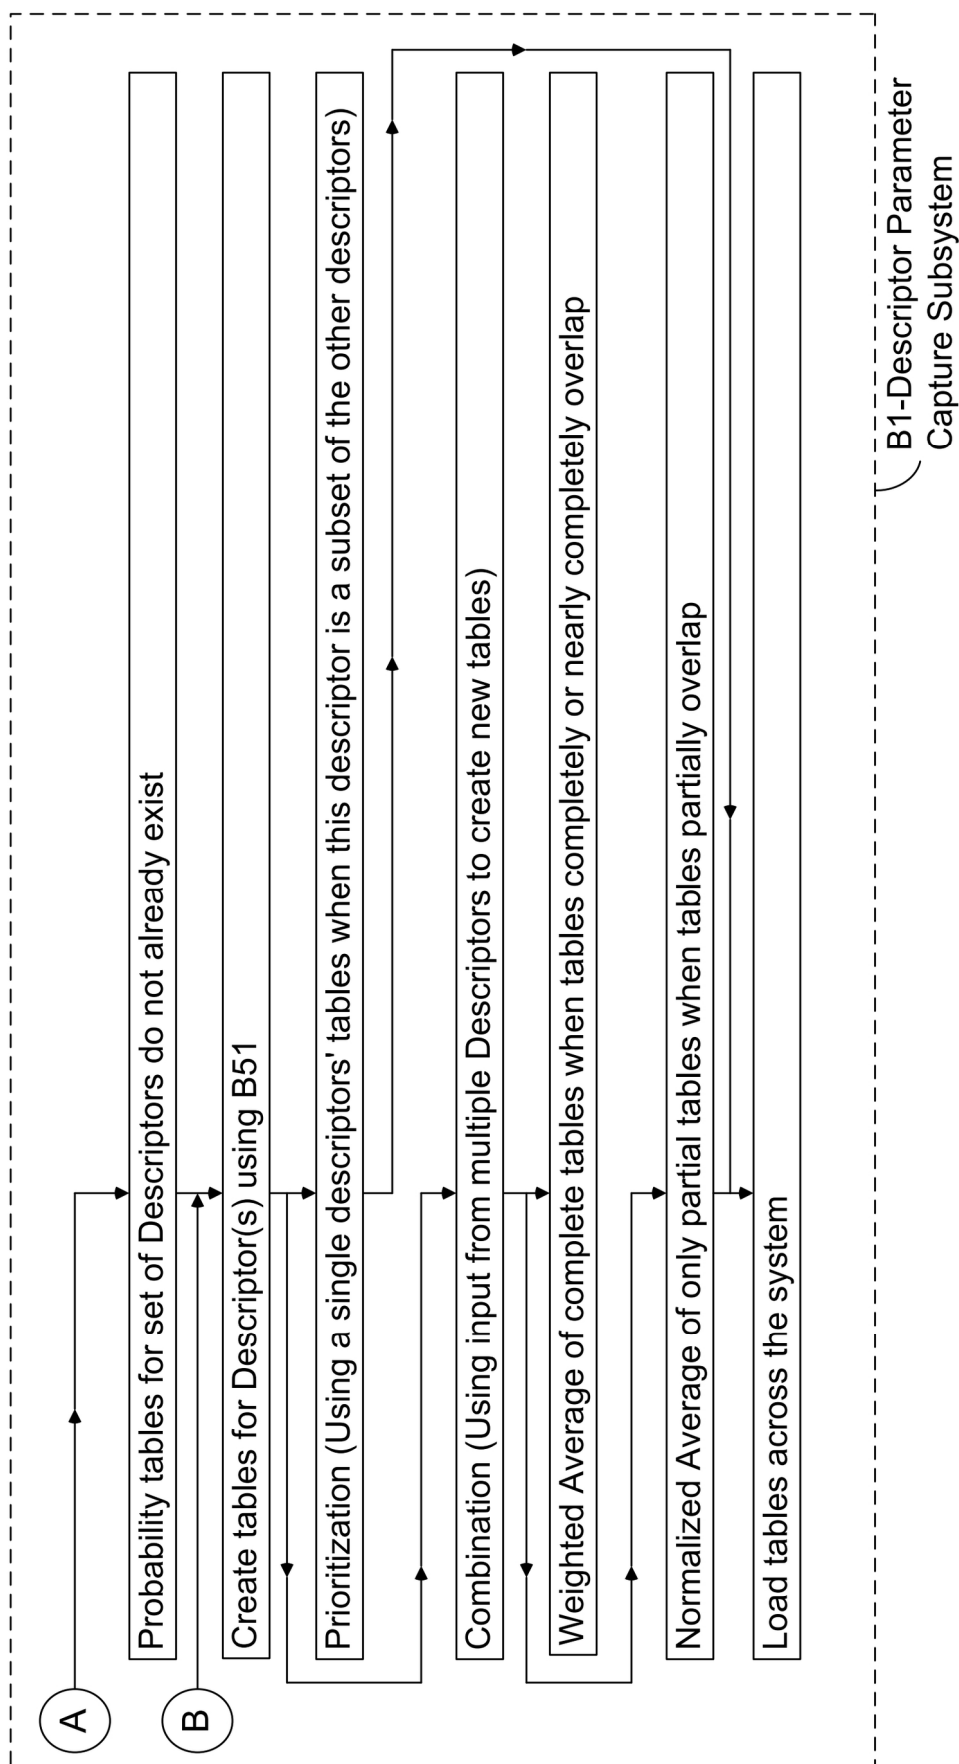 A
Probability tables for set of Descriptors do not already exist
B
Create tables for Descriptor(s) using B51
Prioritization (Using a single descriptors' tables when this descriptor is a subset of the other descriptors)
Combination (Using input from multiple Descriptors to create new tables)
Weighted Average of complete tables when tables completely or nearly completely overlap
Normalized Average of only partial tables when tables partially overlap
Load tables across the system
B1-Descriptor Parameter
Capture Subsystem